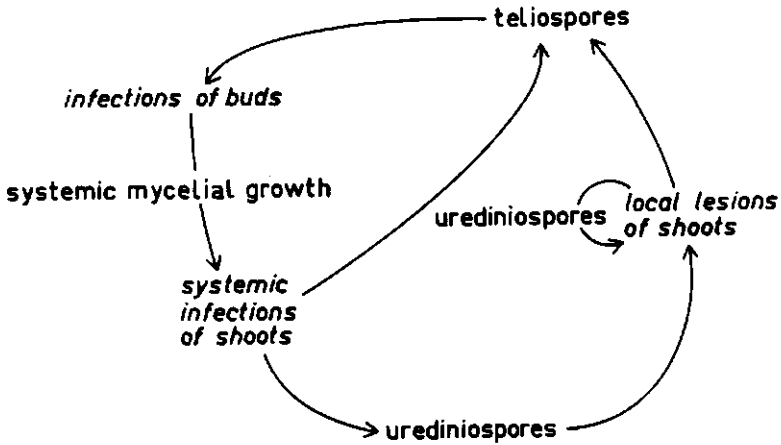 teliospores
infections of buds
systemic mycelial growth
urediniospores
local lesions
of shoots
systemic
infections
of shoots
urediniospores